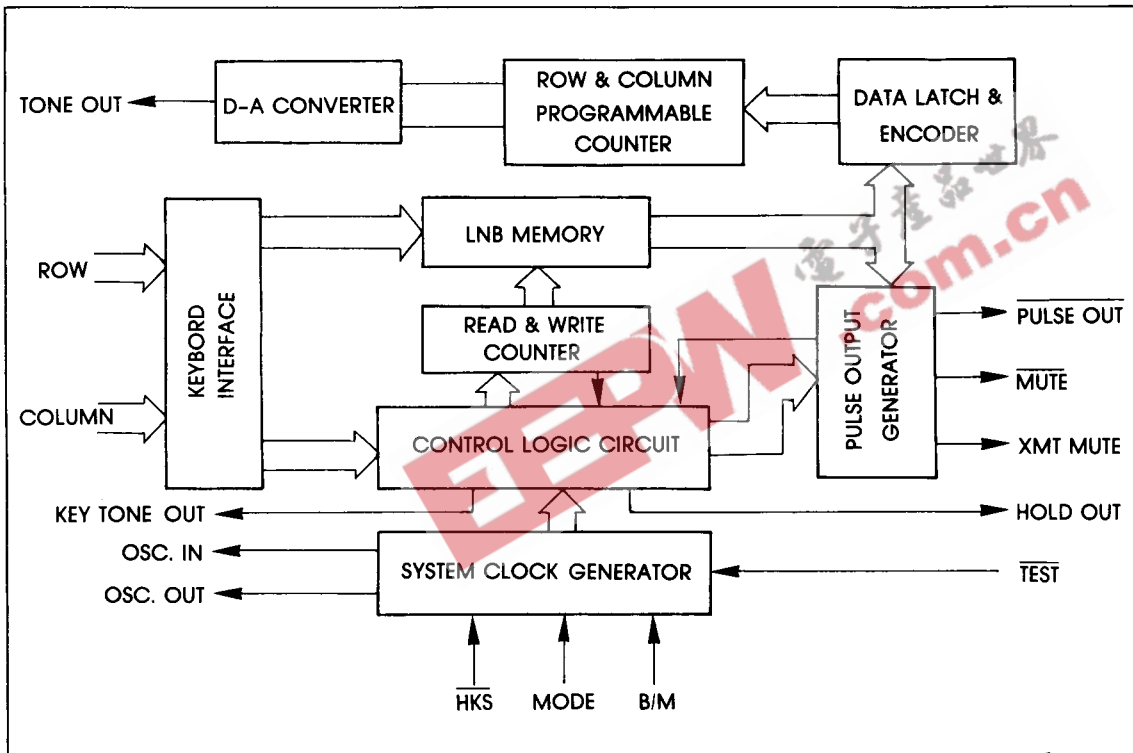 TONE OUT
D-A CONVERTER
ROW & COLUMN
PROGRAMMABLE
COUNTER
DATA LATCH &
ENCODER
ROW
COLUMN
KEYBORD
INTERFACE
LNB MEMORY
READ & WRITE
COUNTER
CONTROL LOGIC CIRCUIT
PULSE OUTPUT
GENERATOR
PULSE OUT
MUTE
XMT MUTE
KEY TONE OUT
HOLD OUT
OSC. IN
OSC. OUT
SYSTEM CLOCK GENERATOR
TEST
HKS
MODE
B/M
EEPW
.com.cn
電子產品世界